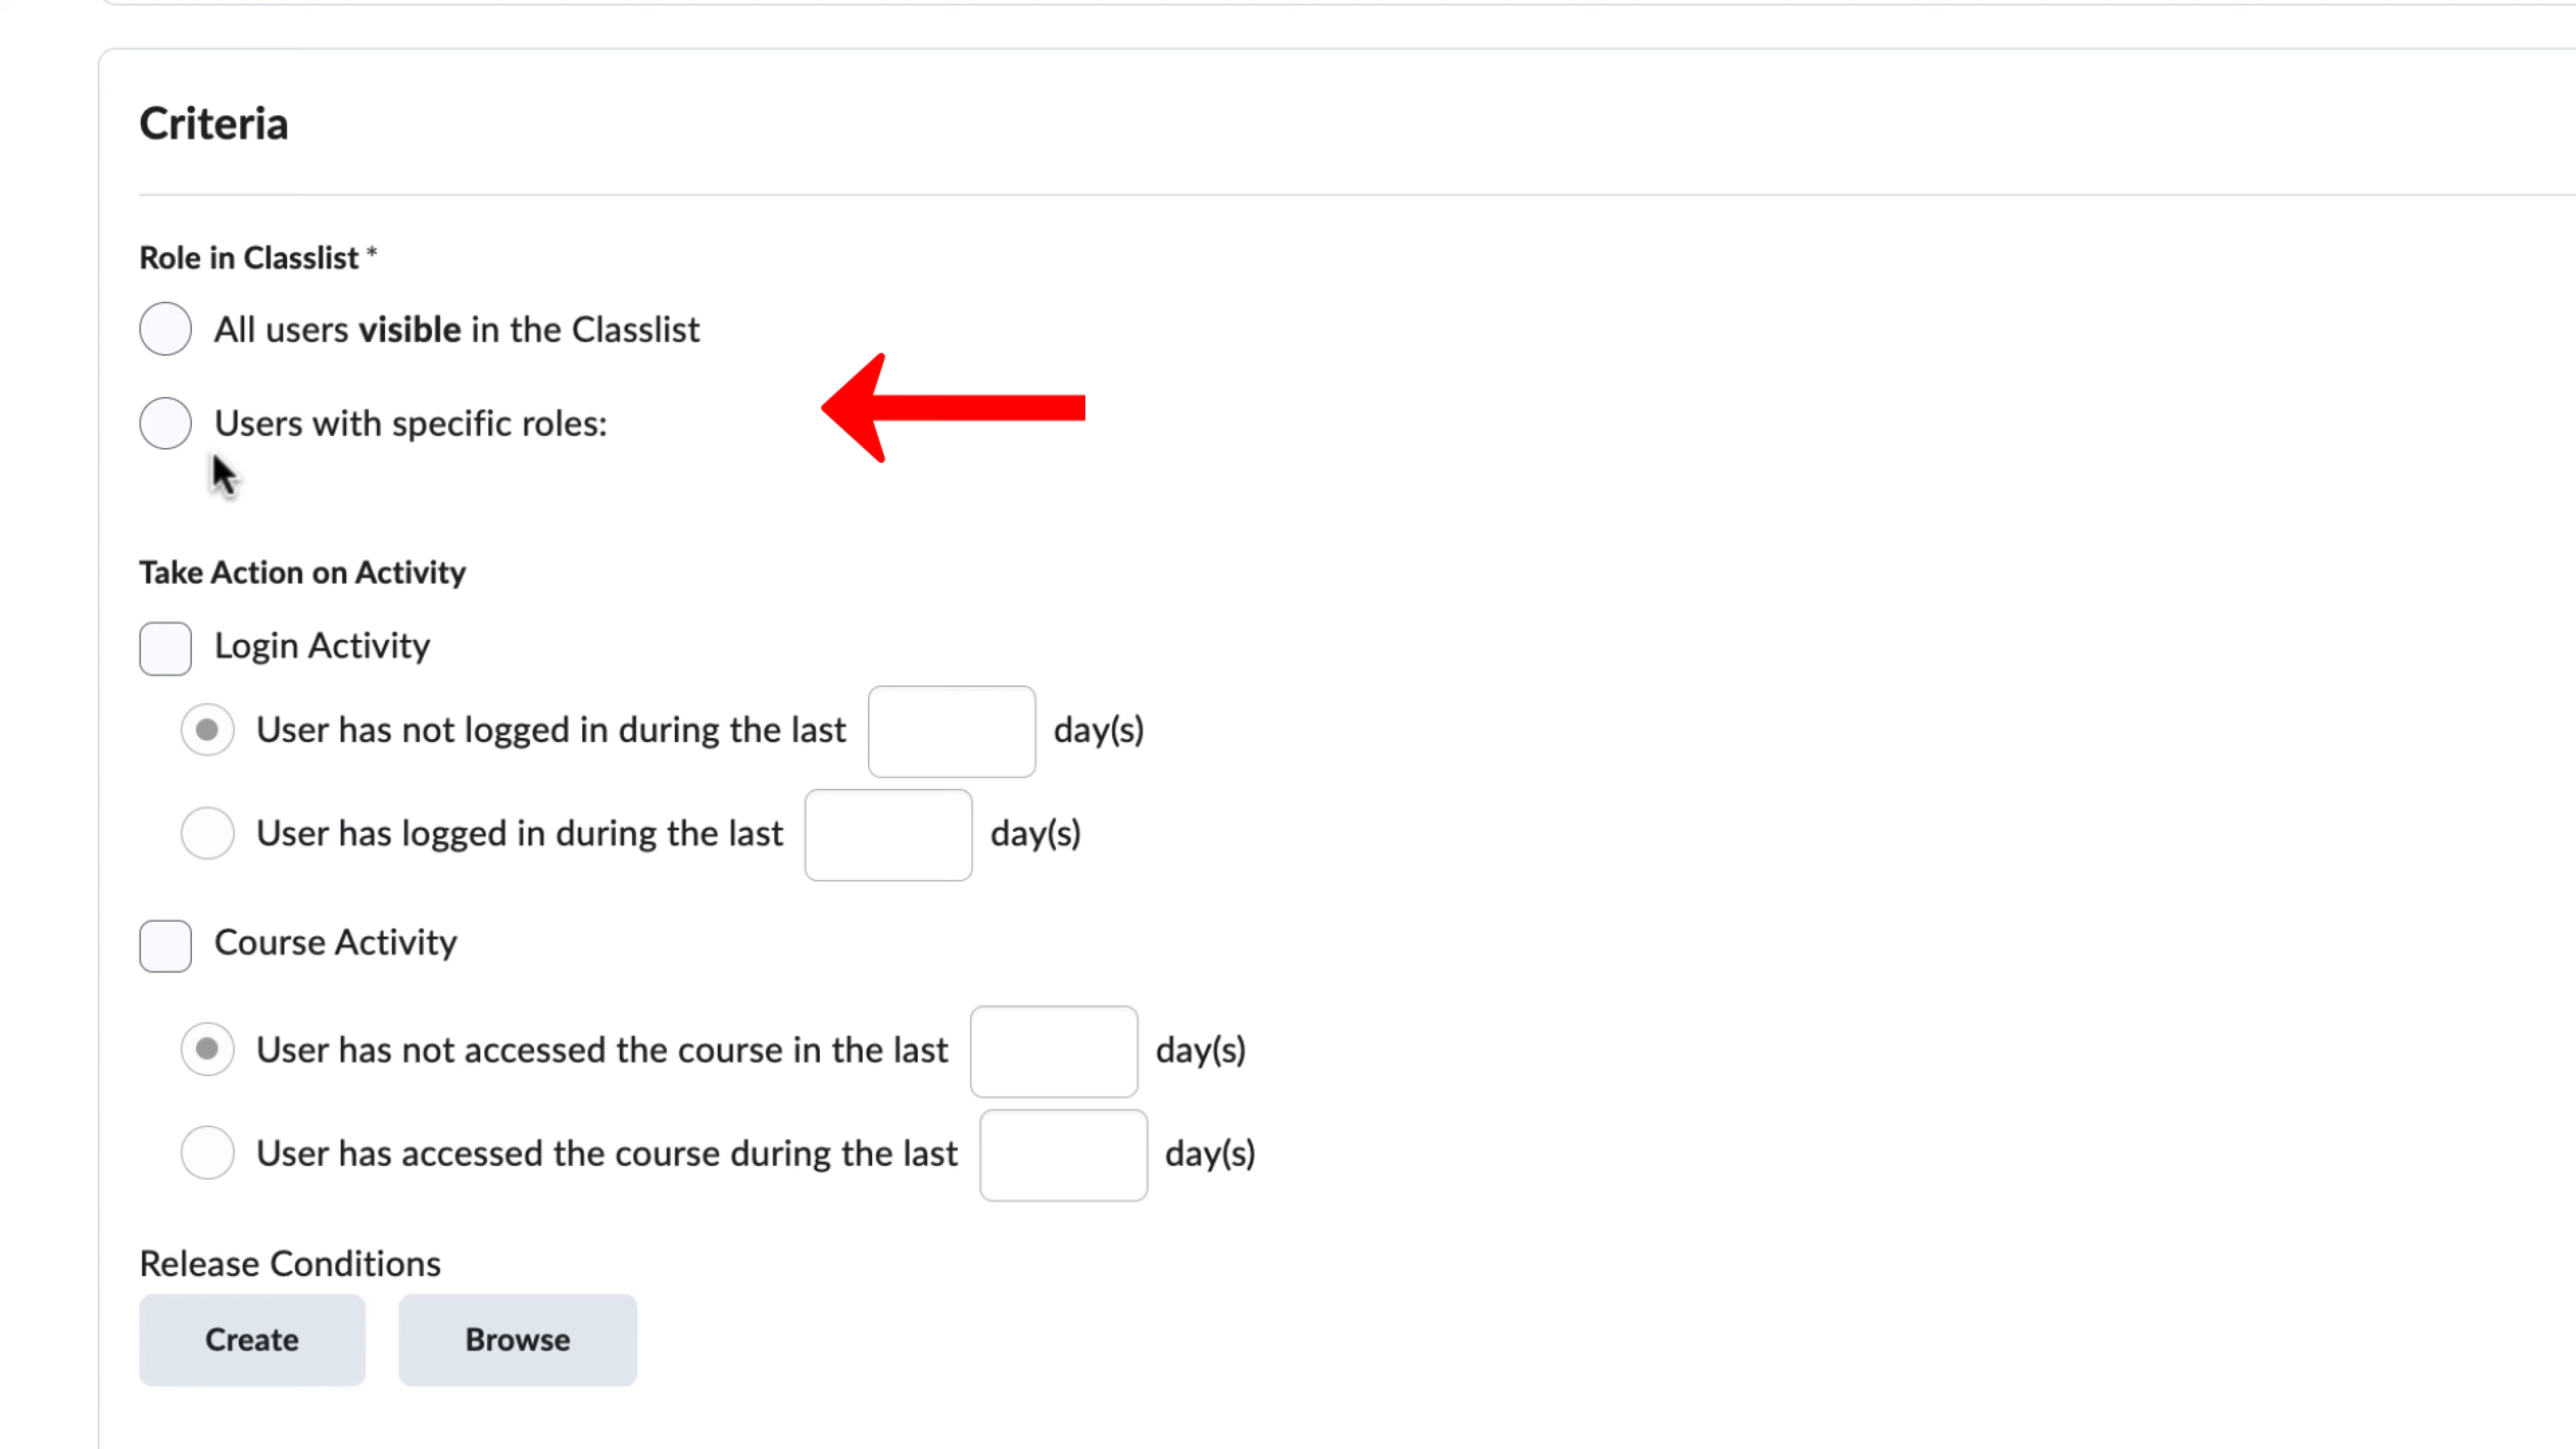 Criteria
Role in Classlist *
All users visible in the Classlist
Users with specific roles:
Take Action on Activity
Login Activity
User has not logged in during the last day(s)
User has logged in during the last day(s)
Course Activity
User has not accessed the course in the last day(s)
User has accessed the course during the last day(s)
Release Conditions
Create Browse